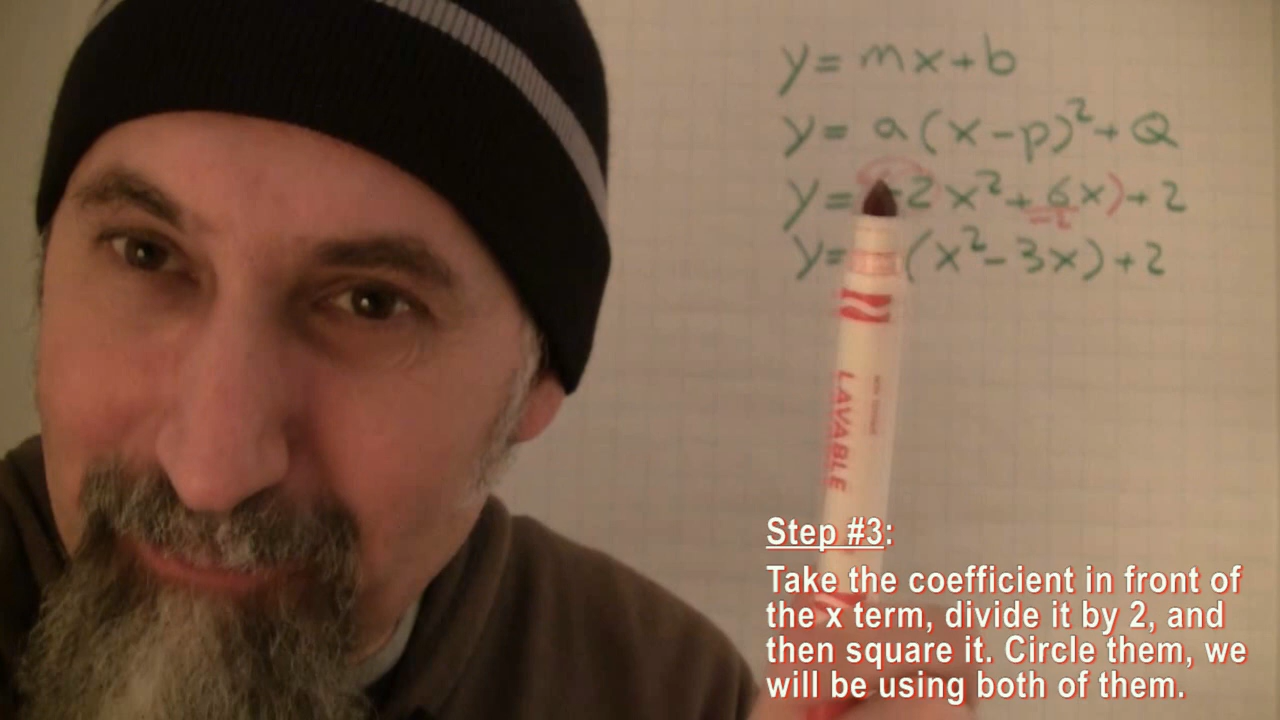 y = mx + b
y = a(x - p)² + Q
y = -2x² + 6x) + 2
-2
y = (x² - 3x) + 2
LAVABLE
Step #3:
Take the coefficient in front of
the x term, divide it by 2, and
then square it. Circle them, we
will be using both of them.